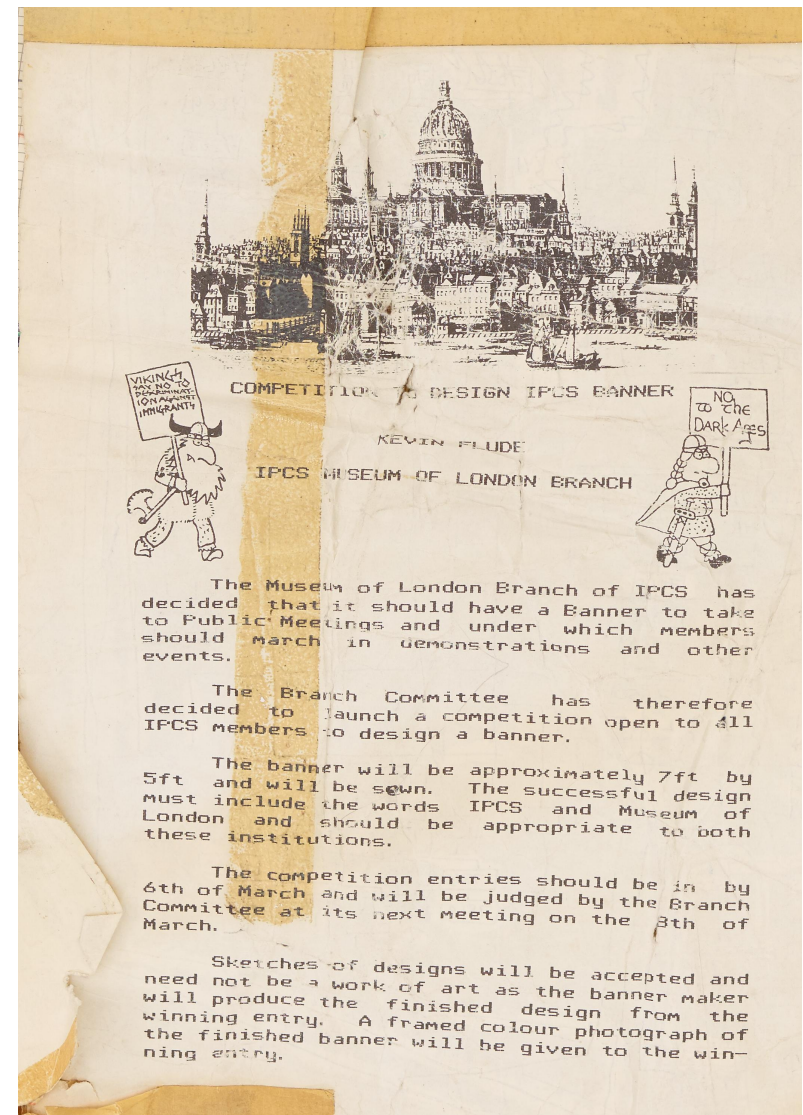 VIKINGS
SAY NO TO
DISCRIMINAT-
ION AGAINST
IMMIGRANTS
NO
TO THE
DARK AGES
COMPETITION TO DESIGN IPCS BANNER
KEVIN FLUDE
IPCS MUSEUM OF LONDON BRANCH
The Museum of London Branch of IPCS has
decided that it should have a Banner to take
to Public Meetings and under which members
should march in demonstrations and other
events.
The Branch Committee has therefore
decided to launch a competition open to all
IPCS members to design a banner.
The banner will be approximately 7ft by
5ft and will be sewn. The successful design
must include the words IPCS and Museum of
London and should be appropriate to both
these institutions.
The competition entries should be in by
6th of March and will be judged by the Branch
Committee at its next meeting on the 8th of
March.
Sketches of designs will be accepted and
need not be a work of art as the banner maker
will produce the finished design from the
winning entry. A framed colour photograph of
the finished banner will be given to the win-
ning entry.